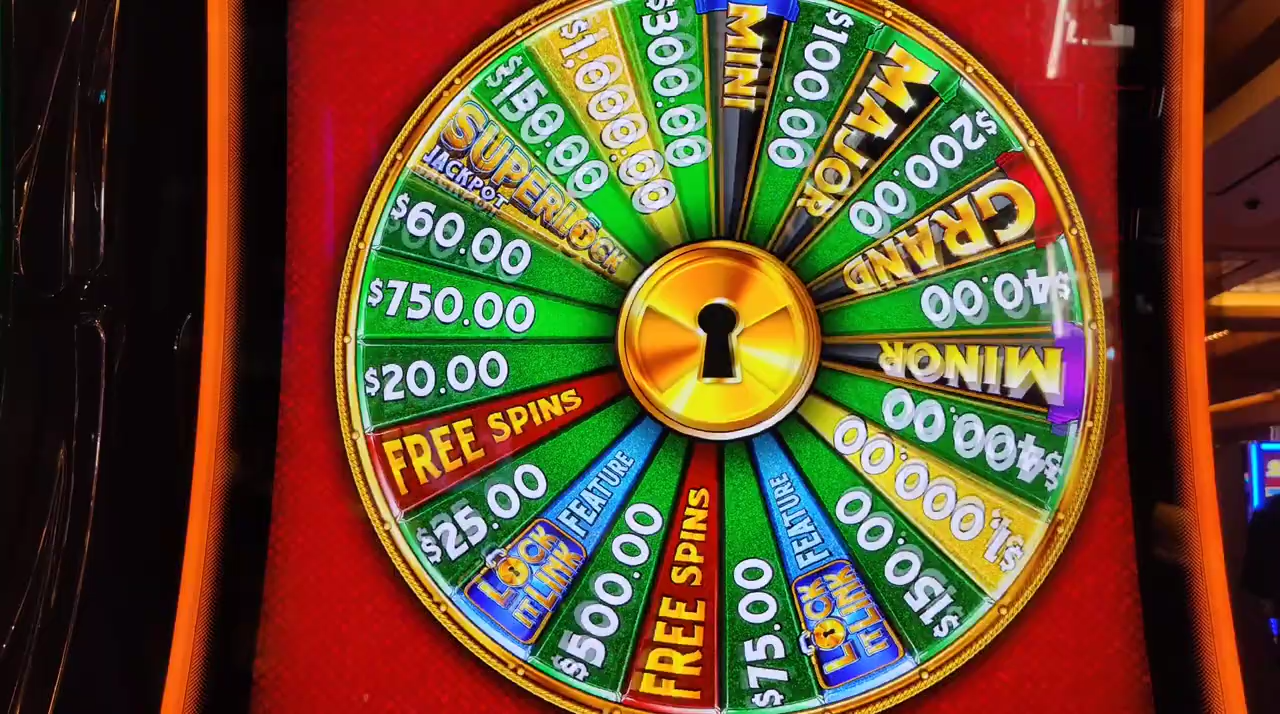 MINI
$100.00
MAJOR
$200.00
GRAND
$40.00
MINOR
$400.00
$1,000.00
$150.00
LOCK
IT LINK
FEATURE
$75.00
FREE SPINS
$500.00
LOCK
IT LINK
FEATURE
$25.00
FREE SPINS
$20.00
$750.00
$60.00
SUPERLOCK
JACKPOT
$150.00
$1,000.00
$300.00